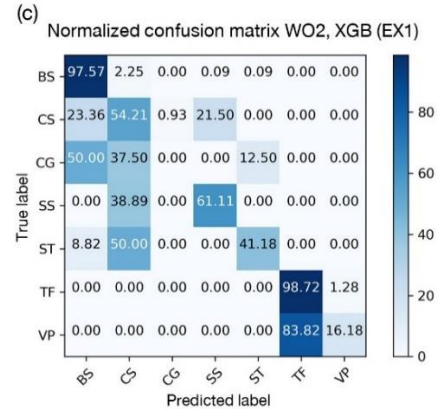 (c)
Normalized confusion matrix WO2, XGB (EX1)
BS 97.57 2.25 0.00 0.09 0.09 0.00 0.00
CS 23.36 54.21 0.93 21.50 0.00 0.00 0.00
CG 50.00 37.50 0.00 0.00 12.50 0.00 0.00
SS 0.00 38.89 0.00 61.11 0.00 0.00 0.00
ST 8.82 50.00 0.00 0.00 41.18 0.00 0.00
TF 0.00 0.00 0.00 0.00 0.00 98.72 1.28
VP 0.00 0.00 0.00 0.00 0.00 83.82 16.18
True label
BS CS CG SS ST TF VP
Predicted label
80
60
40
20
0